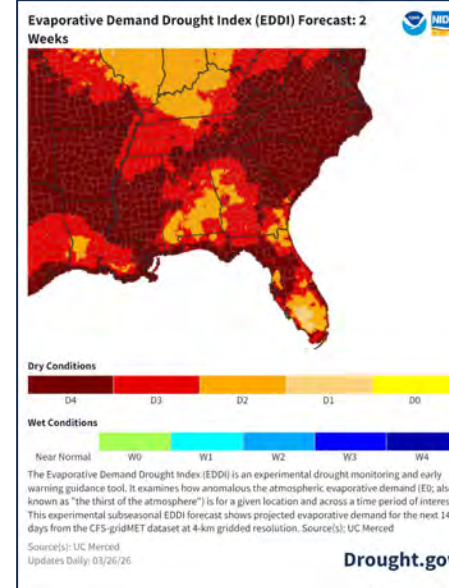 Evaporative Demand Drought Index (EDDI) Forecast: 2
Weeks
Dry Conditions
D4 D3 D2 D1 D0
Wet Conditions
Near Normal W0 W1 W2 W3 W4
The Evaporative Demand Drought Index (EDDI) is an experimental drought monitoring and early
warning guidance tool. It examines how anomalous the atmospheric evaporative demand (E0; als
known as "the thirst of the atmosphere") is for a given location and across a time period of interes
This experimental subseasonal EDDI forecast shows projected evaporative demand for the next 14
days from the CFS-gridMET dataset at 4-km gridded resolution. Source(s): UC Merced
Source(s): UC Merced
Updates Daily: 03/26/26
Drought.gov